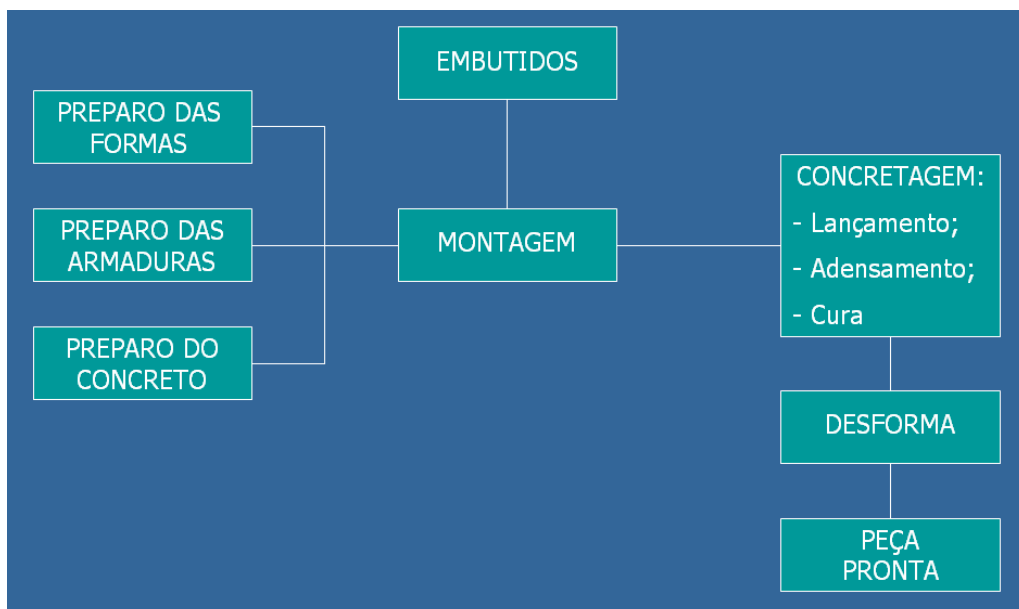 EMBUTIDOS
PREPARO DAS
FORMAS
PREPARO DAS
ARMADURAS
PREPARO DO
CONCRETO
MONTAGEM
CONCRETAGEM:
- Lançamento;
- Adensamento;
- Cura
DESFORMA
PEÇA
PRONTA